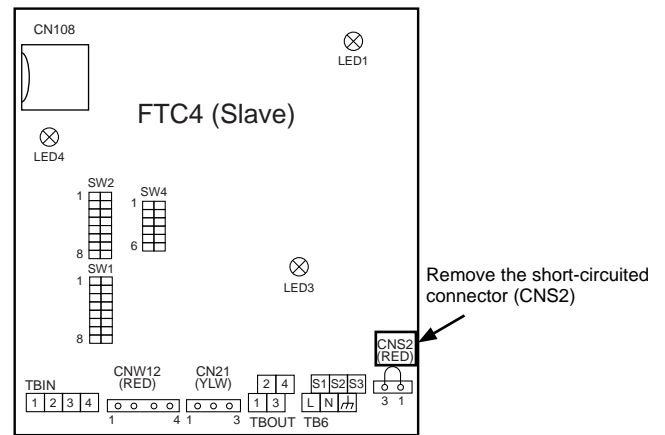 CN108
LED1
FTC4 (Slave)
LED4
SW2
1
8
SW4
1
6
SW1
1
8
LED3
Remove the short-circuited
connector (CNS2)
CNS2
(RED)
3 1
TBIN
1 2 3 4
CNW12
(RED)
1 4
CN21
(YLW)
1 3
2 4
1 3
TBOUT
S1 S2 S3
L N
TB6